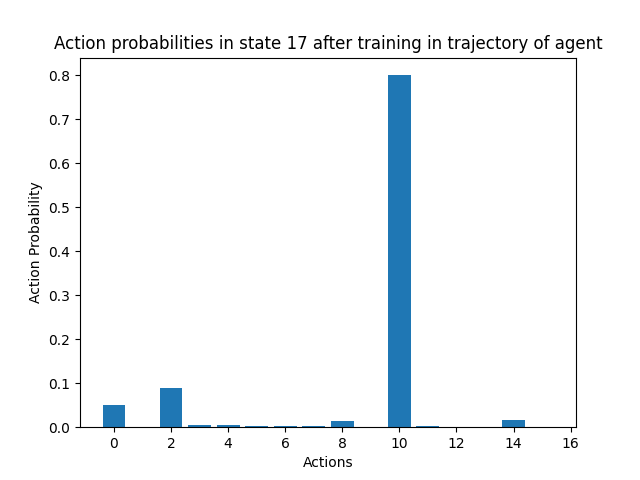 Action probabilities in state 17 after training in trajectory of agent
0.8
0.7
0.6
0.5
0.4
0.3
0.2
0.1
0.0
Action Probability
0 2 4 6 8 10 12 14 16
Actions